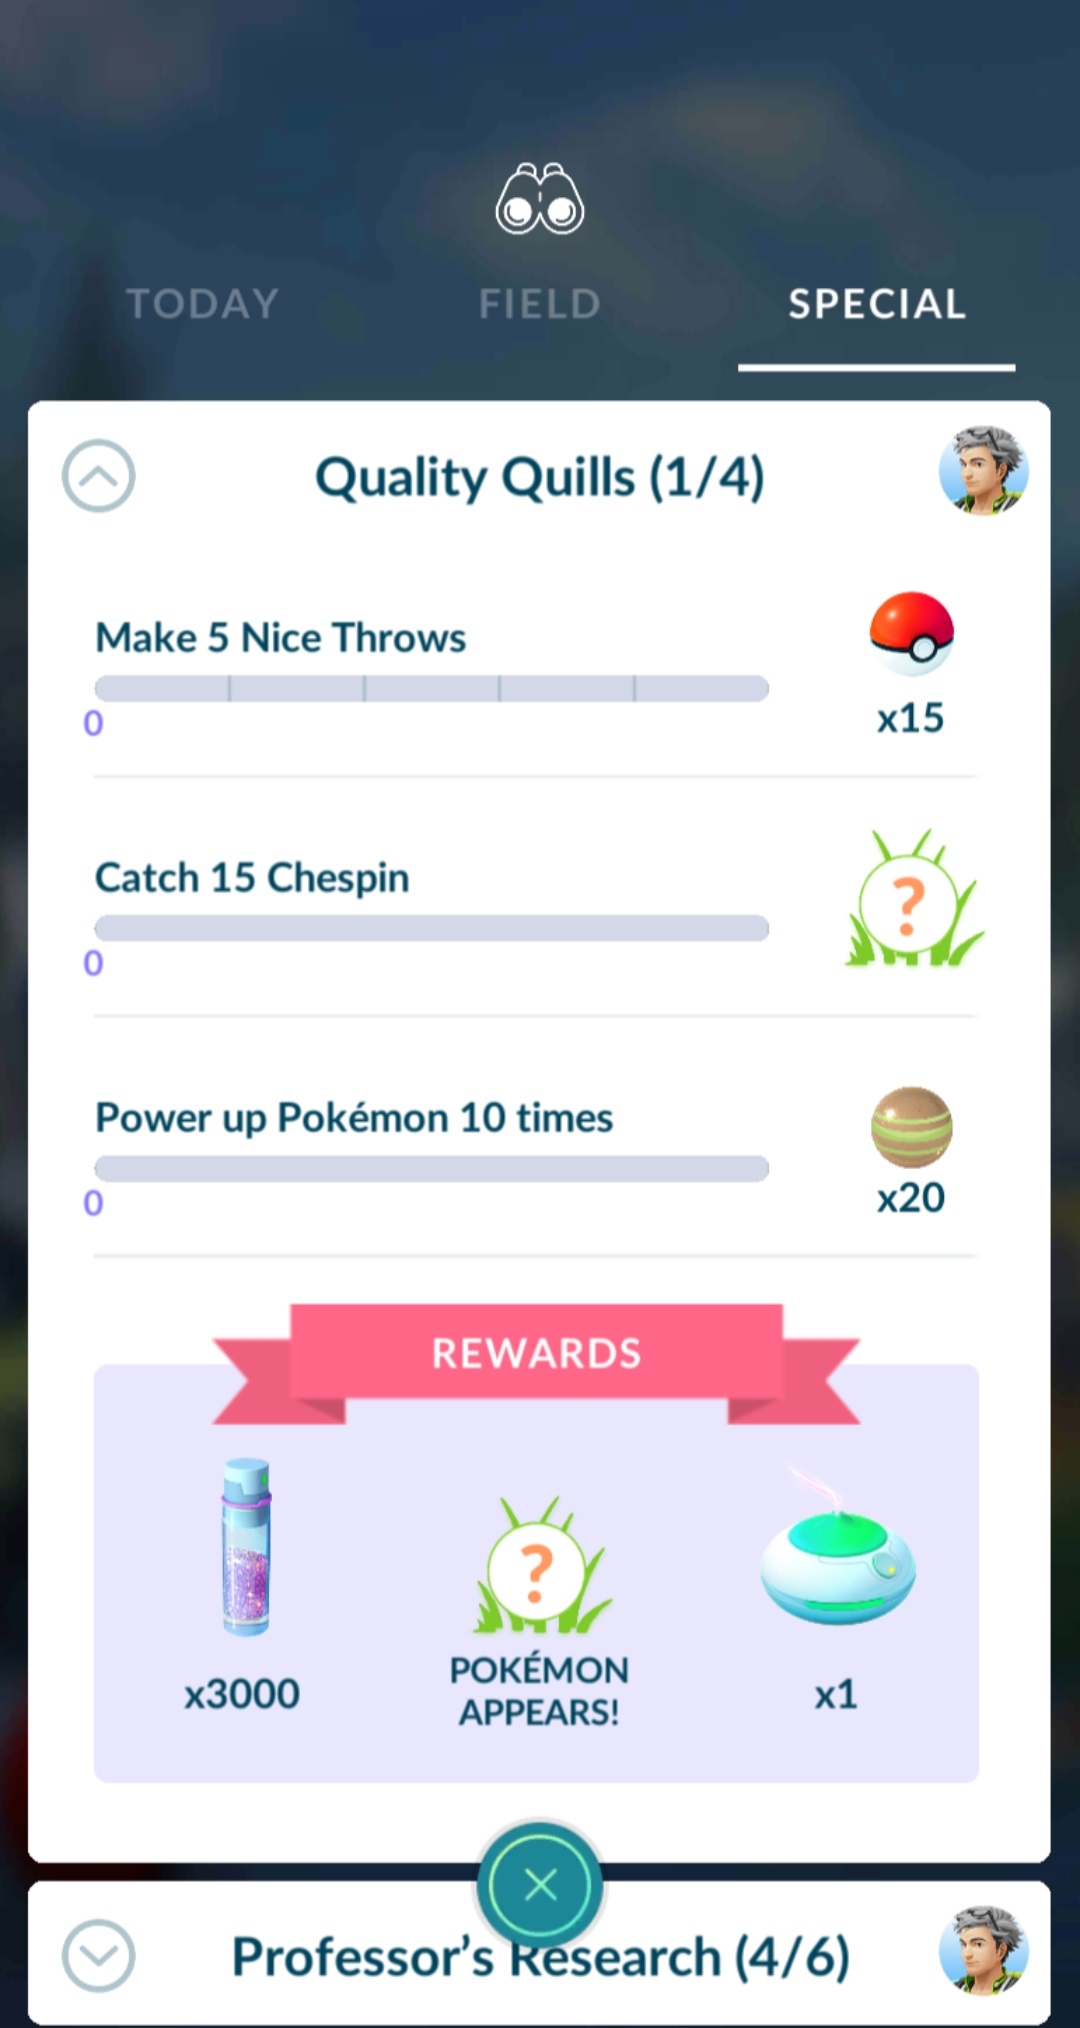 TODAY
FIELD
SPECIAL
Quality Quills (1/4)
Make 5 Nice Throws
0
x15
Catch 15 Chespin
0
?
Power up Pokémon 10 times
0
x20
REWARDS
x3000
?
POKÉMON
APPEARS!
x1
Professor's Research (4/6)